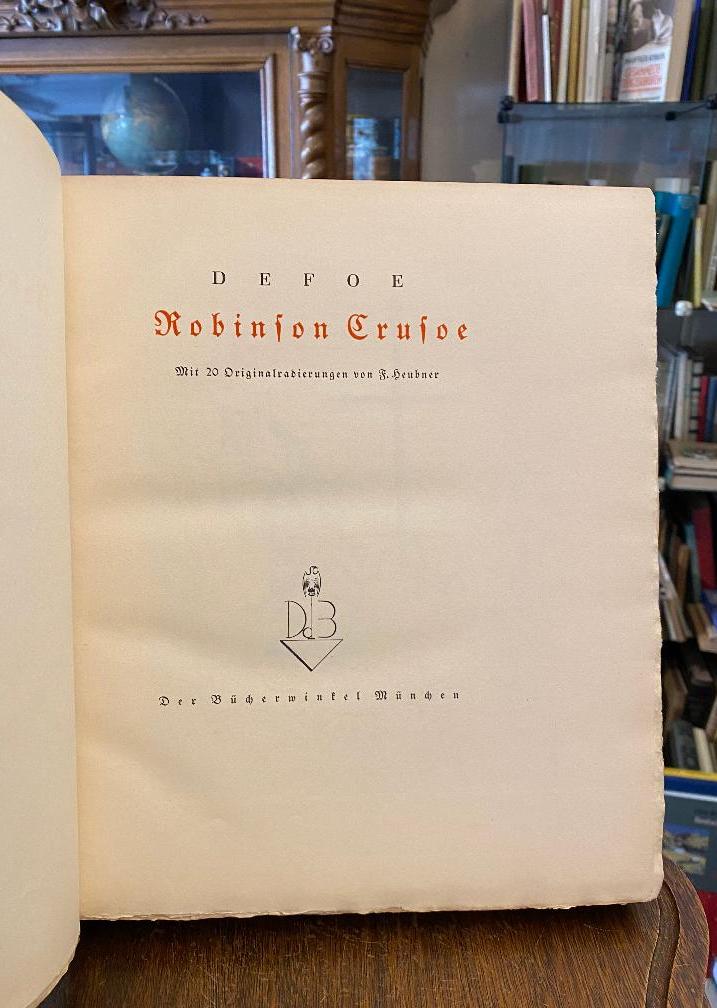 DEFOE
Robinſon Cruſoe
Mit 20 Originalradierungen von F. Heubner
DdB
Der Bücherwinkel München